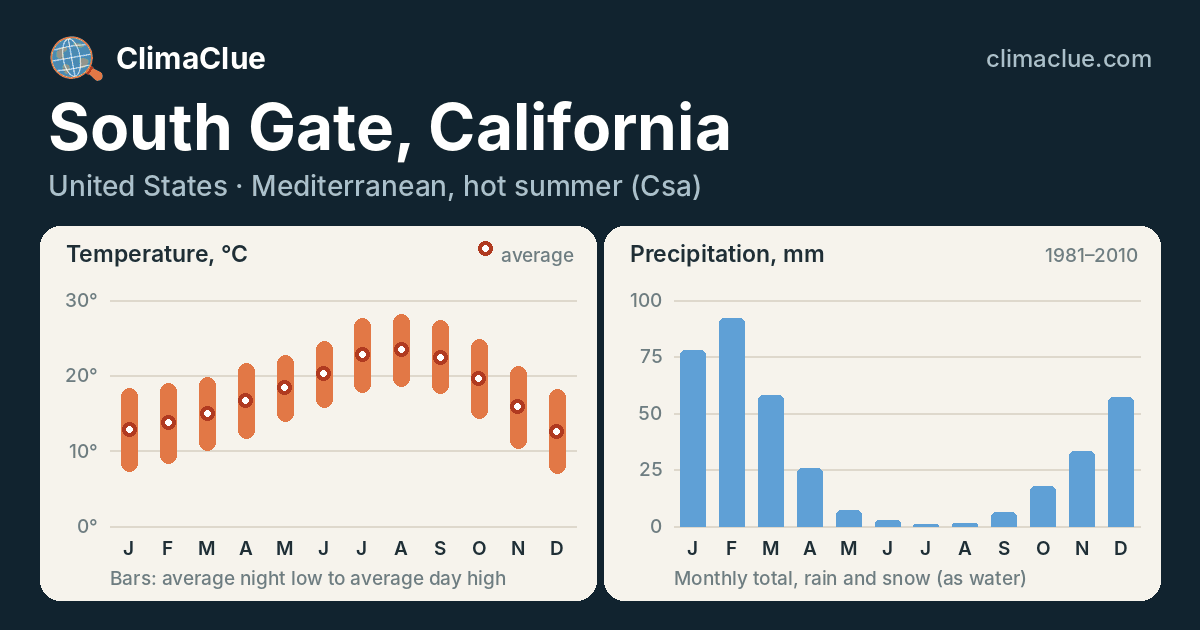 ClimaClue
climaclue.com
South Gate, California
United States · Mediterranean, hot summer (Csa)
Temperature, °C
average
30°
20°
10°
0°
J F M A M J J A S O N D
Bars: average night low to average day high
Precipitation, mm
1981–2010
100
75
50
25
0
J F M A M J J A S O N D
Monthly total, rain and snow (as water)